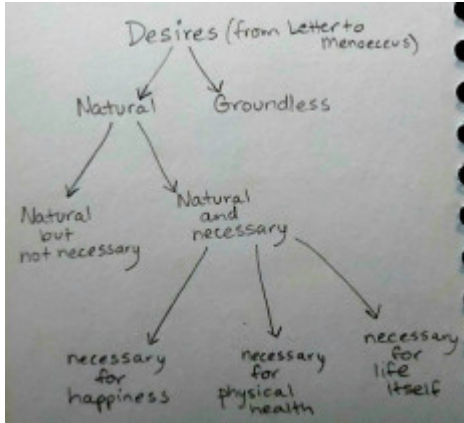 Desires (from Letter to
Menoeceus)
Natural
Groundless
Natural
but
not necessary
Natural
and
necessary
necessary
for
happiness
necessary
for
physical
health
necessary
for
life
itself